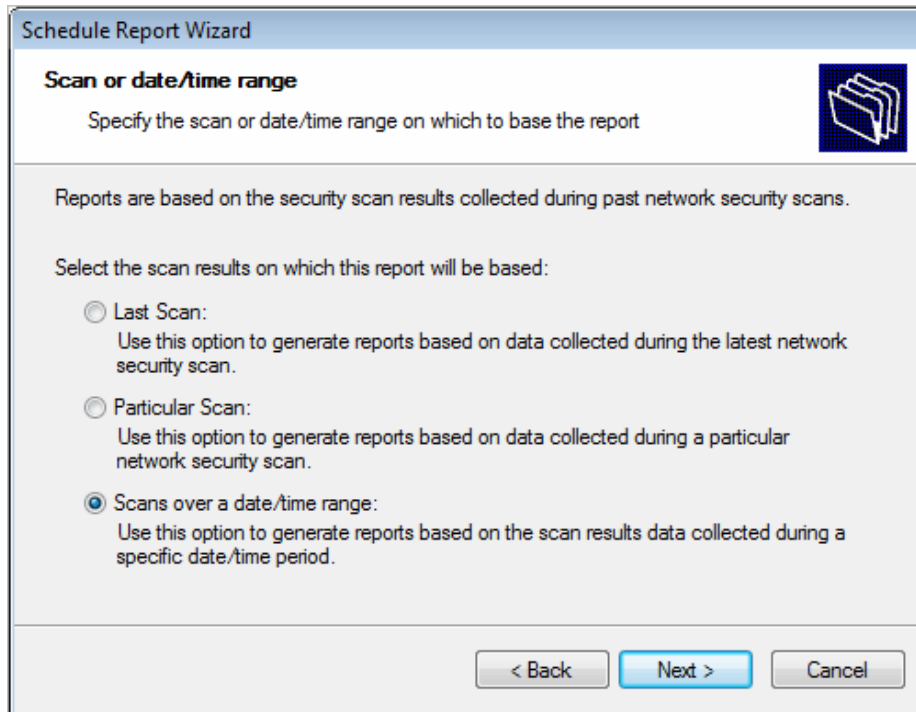 Schedule Report Wizard
Scan or date/time range
Specify the scan or date/time range on which to base the report
Reports are based on the security scan results collected during past network security scans.
Select the scan results on which this report will be based:
Last Scan:
Use this option to generate reports based on data collected during the latest network
security scan.
Particular Scan:
Use this option to generate reports based on data collected during a particular
network security scan.
Scans over a date/time range:
Use this option to generate reports based on the scan results data collected during a
specific date/time period.
< Back Next > Cancel